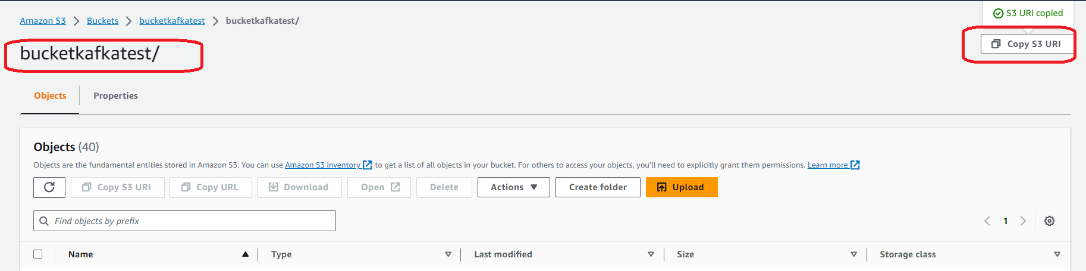 Amazon S3 > Buckets > bucketkafkatest > bucketkafkatest/
S3 URI copied
bucketkafkatest/
Copy S3 URI
Objects
Properties
Objects (40)
Objects are the fundamental entities stored in Amazon S3. You can use Amazon S3 inventory to get a list of all objects in your bucket. For others to access your objects, you'll need to explicitly grant them permissions. Learn more
Copy S3 URI
Copy URL
Download
Open
Delete
Actions
Create folder
Upload
Find objects by prefix
1
Name
Type
Last modified
Size
Storage class